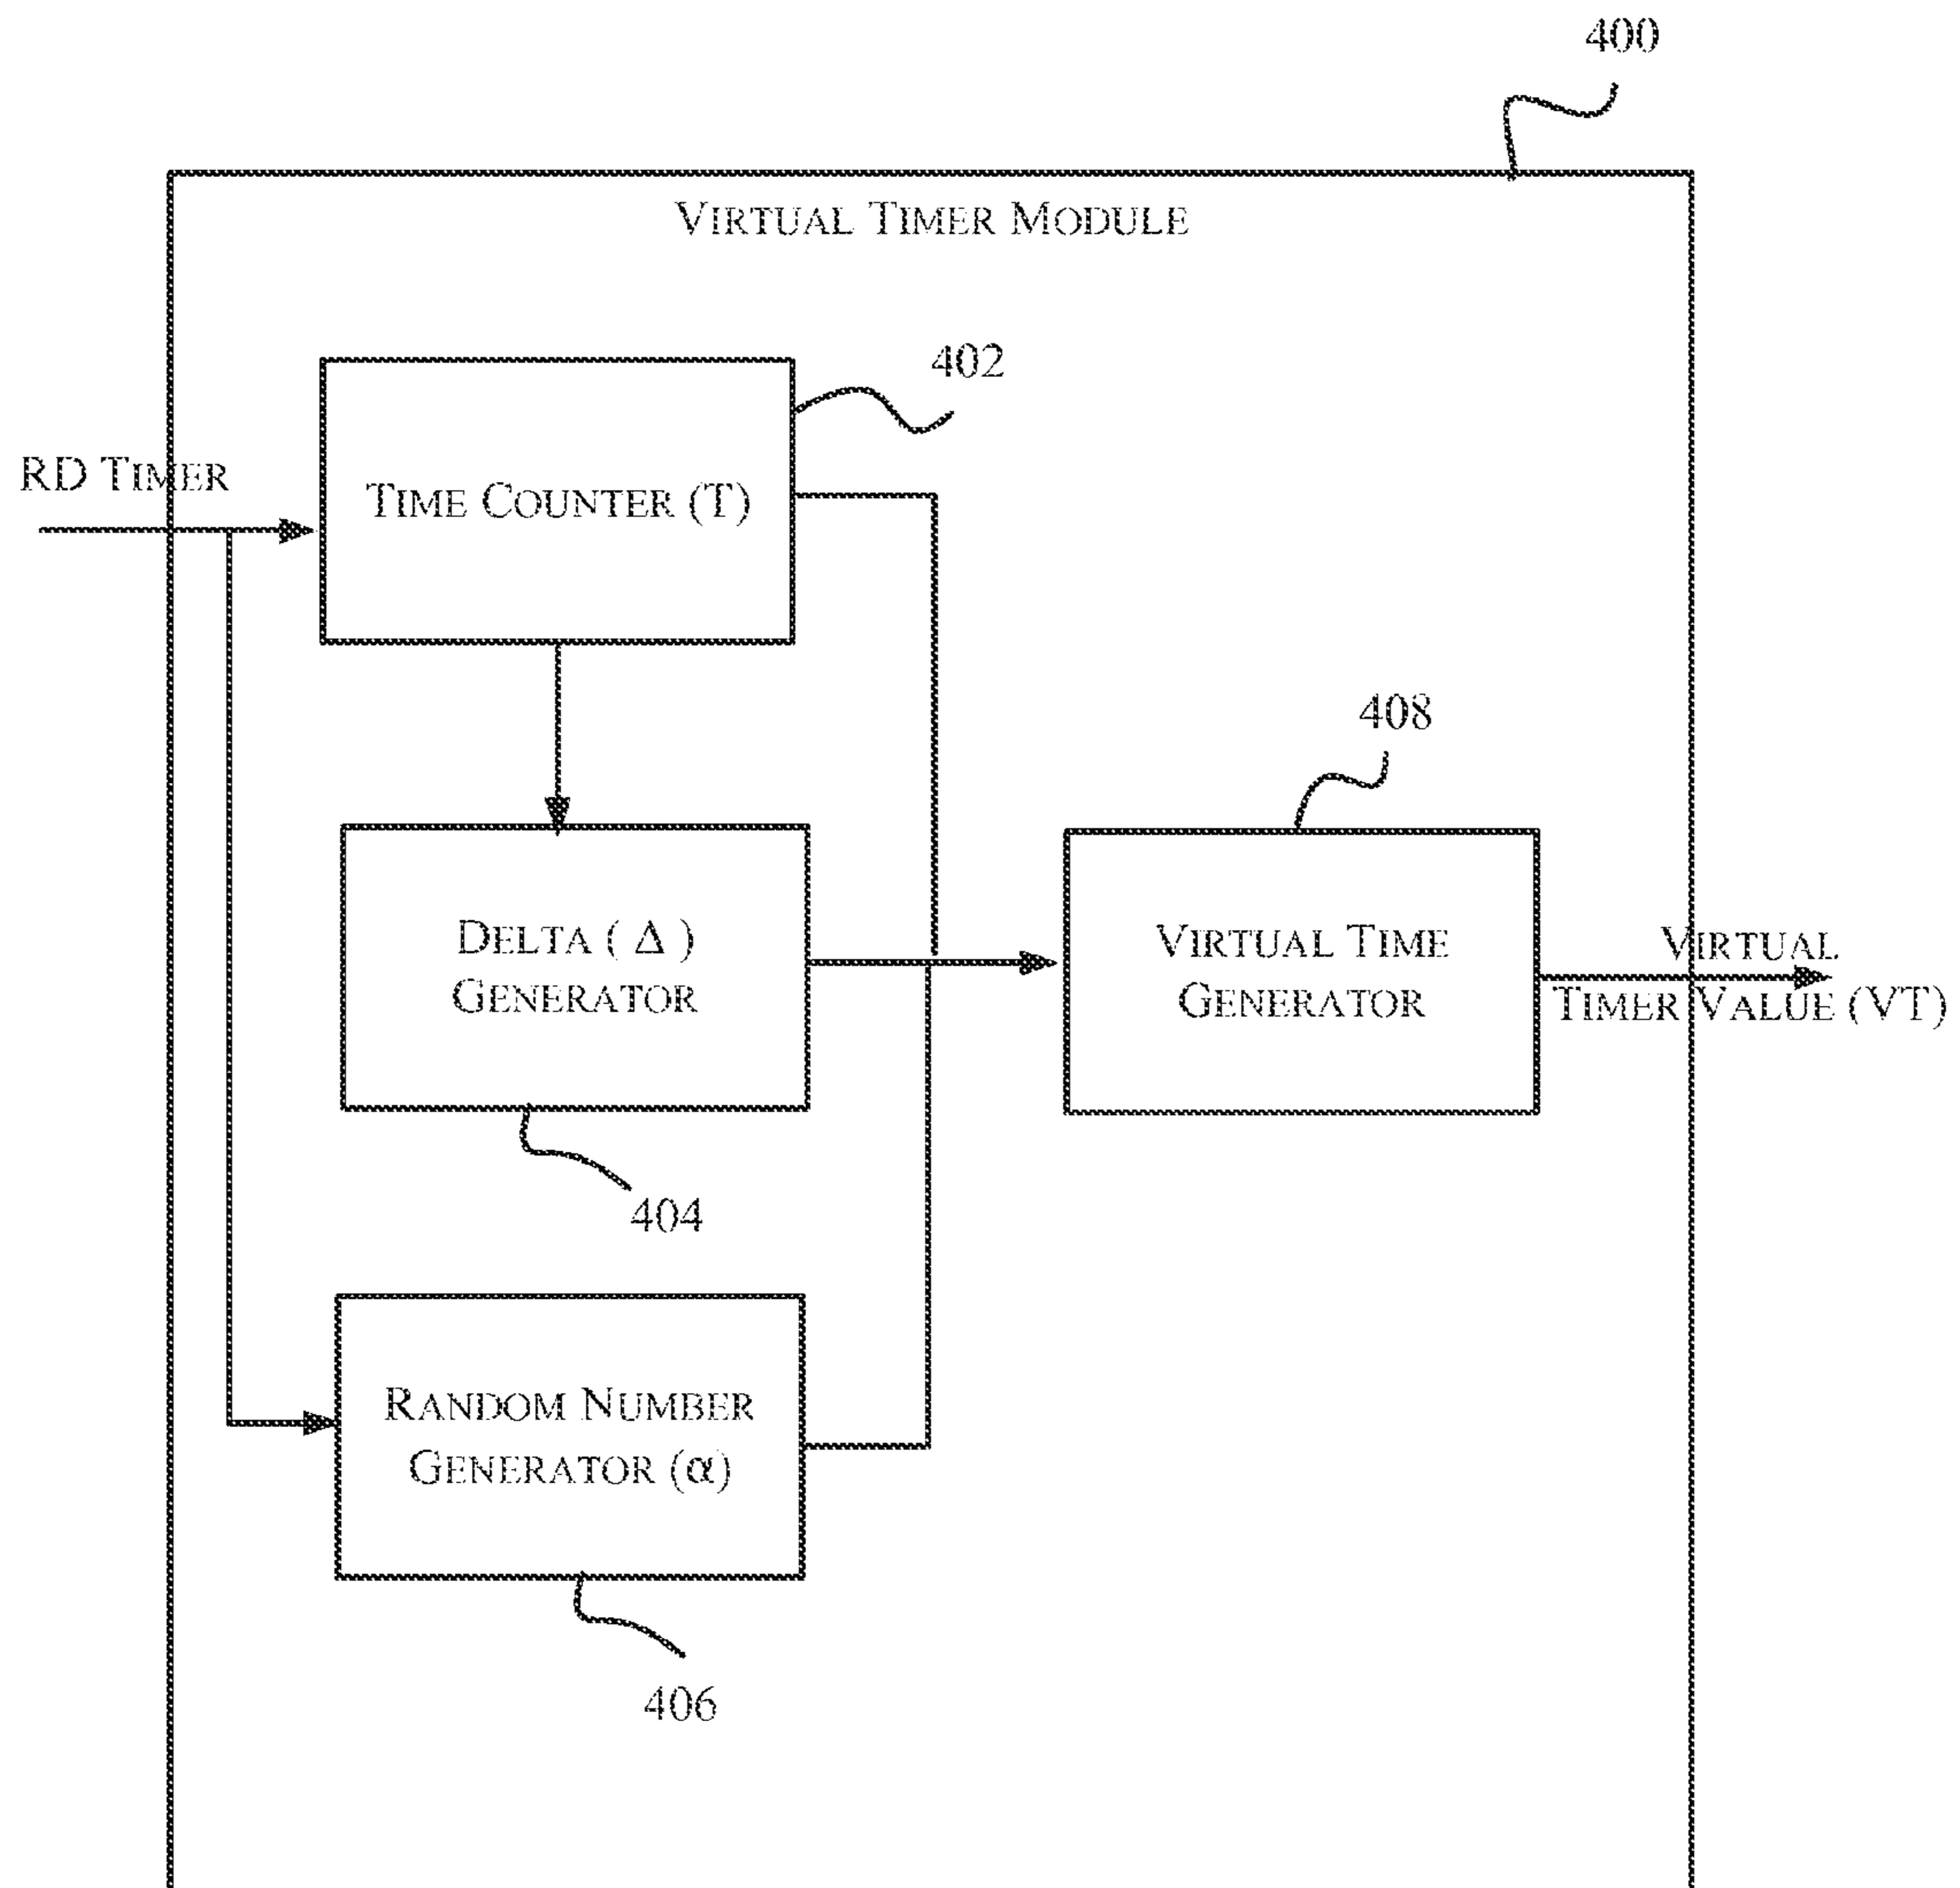 400
VIRTUAL TIMER MODULE
402
RD TIMER
TIME COUNTER (T)
408
DELTA ( Δ )
GENERATOR
VIRTUAL TIME
GENERATOR
VIRTUAL
TIMER VALUE (VT)
404
RANDOM NUMBER
GENERATOR (α)
406